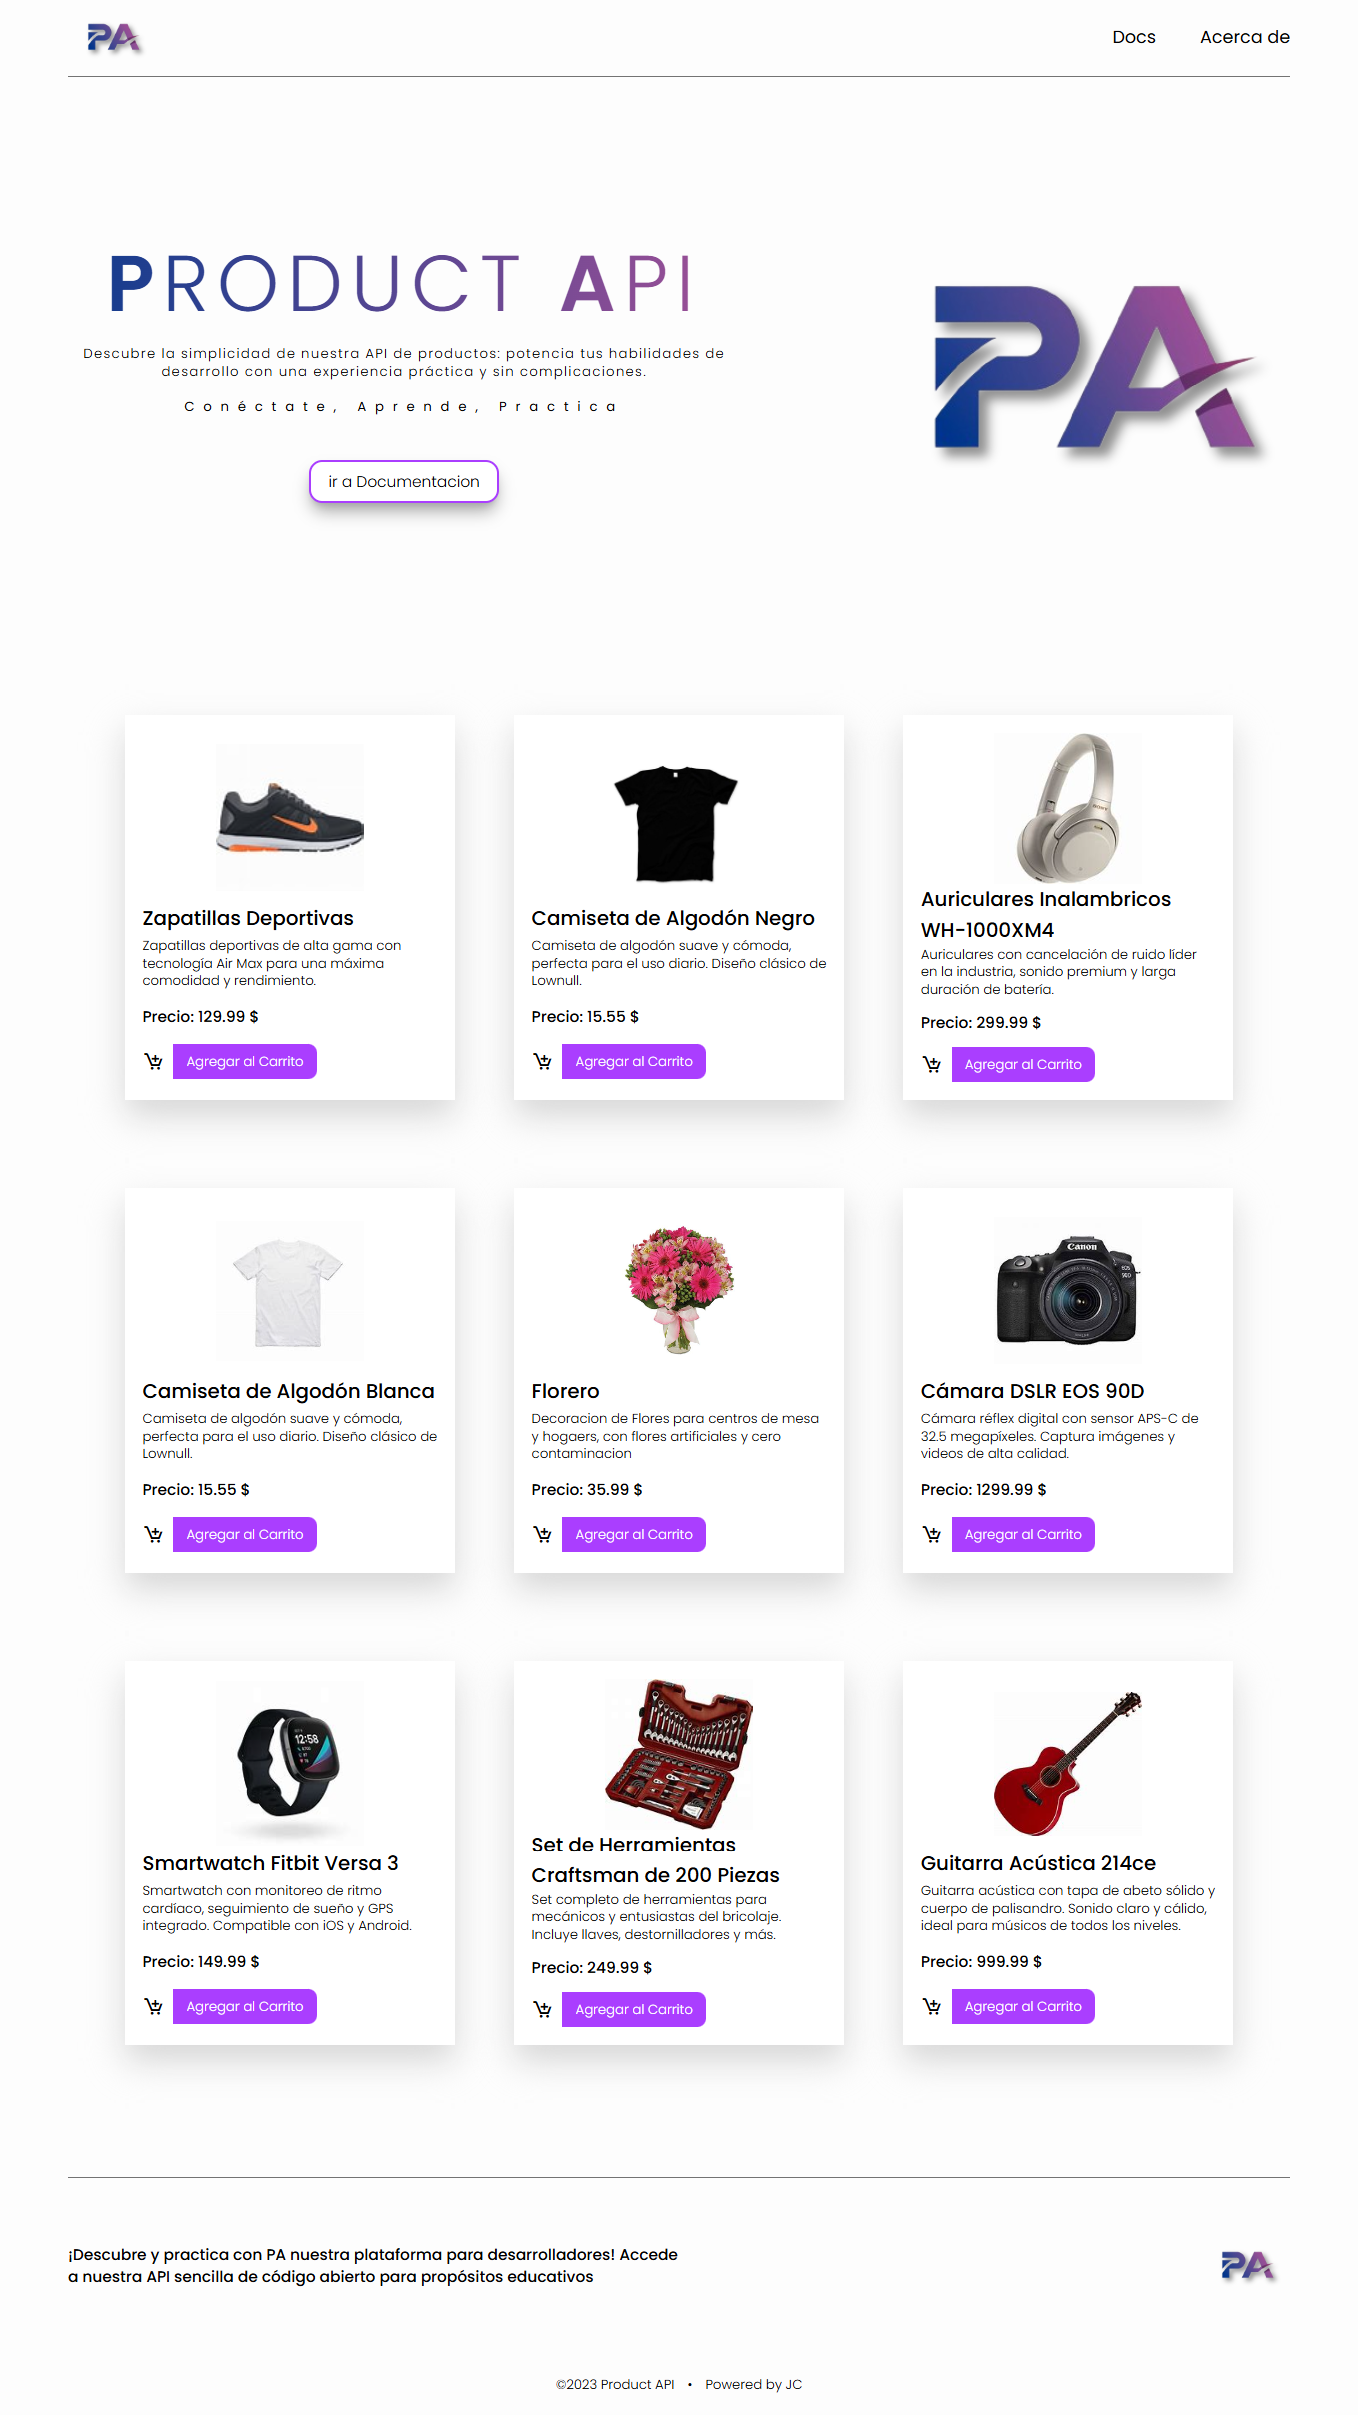 PA
Docs
Acerca de
PRODUCT API
Descubre la simplicidad de nuestra API de productos: potencia tus habilidades de
desarrollo con una experiencia práctica y sin complicaciones.
Conéctate, Aprende, Practica
ir a Documentacion
PA
Zapatillas Deportivas
Zapatillas deportivas de alta gama con
tecnología Air Max para una máxima
comodidad y rendimiento.
Precio: 129.99 $
Agregar al Carrito
Camiseta de Algodón Negro
Camiseta de algodón suave y cómoda,
perfecta para el uso diario. Diseño clásico de
Lownull.
Precio: 15.55 $
Agregar al Carrito
SONY
Auriculares Inalambricos
WH-1000XM4
Auriculares con cancelación de ruido líder
en la industria, sonido premium y larga
duración de batería.
Precio: 299.99 $
Agregar al Carrito
Camiseta de Algodón Blanca
Camiseta de algodón suave y cómoda,
perfecta para el uso diario. Diseño clásico de
Lownull.
Precio: 15.55 $
Agregar al Carrito
Florero
Decoracion de Flores para centros de mesa
y hogaers, con flores artificiales y cero
contaminacion
Precio: 35.99 $
Agregar al Carrito
Canon
EOS
90D
Cámara DSLR EOS 90D
Cámara réflex digital con sensor APS-C de
32.5 megapíxeles. Captura imágenes y
videos de alta calidad.
Precio: 1299.99 $
Agregar al Carrito
12:58
Smartwatch Fitbit Versa 3
Smartwatch con monitoreo de ritmo
cardíaco, seguimiento de sueño y GPS
integrado. Compatible con iOS y Android.
Precio: 149.99 $
Agregar al Carrito
Set de Herramientas
Craftsman de 200 Piezas
Set completo de herramientas para
mecánicos y entusiastas del bricolaje.
Incluye llaves, destornilladores y más.
Precio: 249.99 $
Agregar al Carrito
Guitarra Acústica 214ce
Guitarra acústica con tapa de abeto sólido y
cuerpo de palisandro. Sonido claro y cálido,
ideal para músicos de todos los niveles.
Precio: 999.99 $
Agregar al Carrito
¡Descubre y practica con PA nuestra plataforma para desarrolladores! Accede
a nuestra API sencilla de código abierto para propósitos educativos
PA
©2023 Product API • Powered by JC